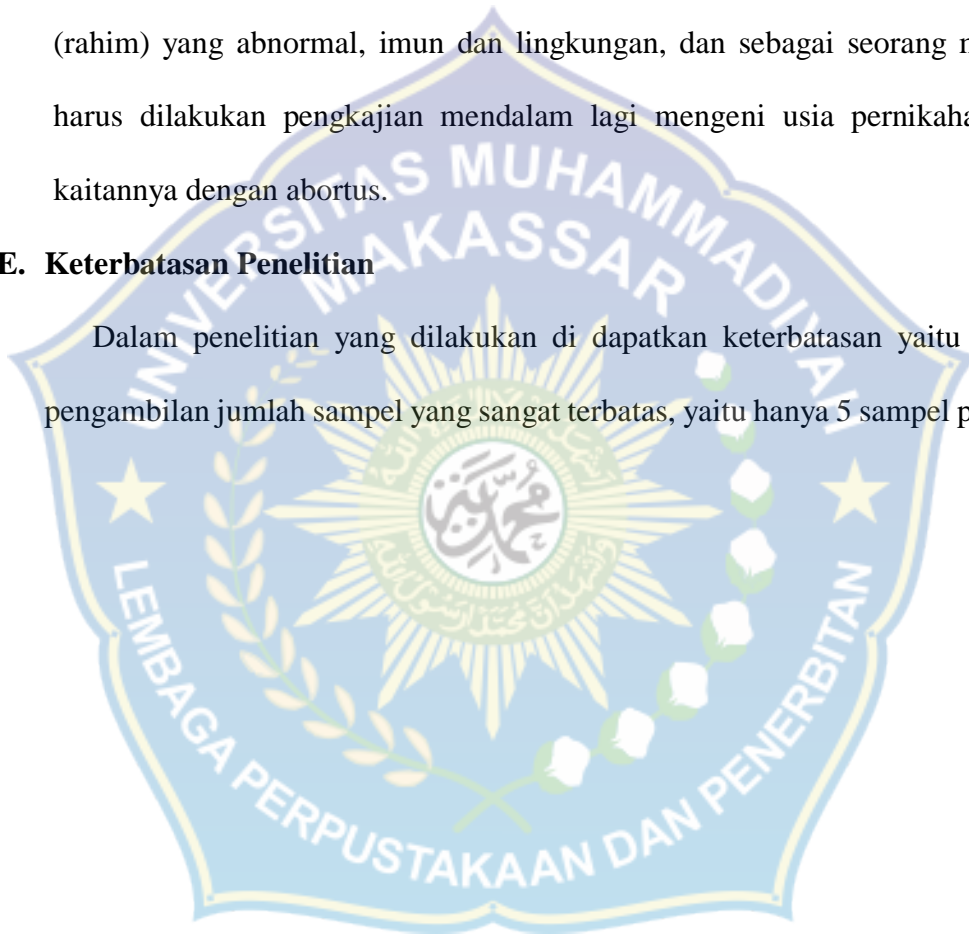 (rahim) yang abnormal, imun dan lingkungan, dan sebagai seorang
harus dilakukan pengkajian mendalam lagi mengeni usia
kaitannya dengan abortus.
E. Keterbatasan Penelitian
Dalam penelitian yang dilakukan di dapatkan keterbatasan yaitu
pengambilan jumlah sampel yang sangat terbatas, yaitu hanya 5 sampel
UNIVERSITAS MUHAMMADIYAH
MAKASSAR
LEMBAGA PERPUSTAKAAN DAN PENERBITAN